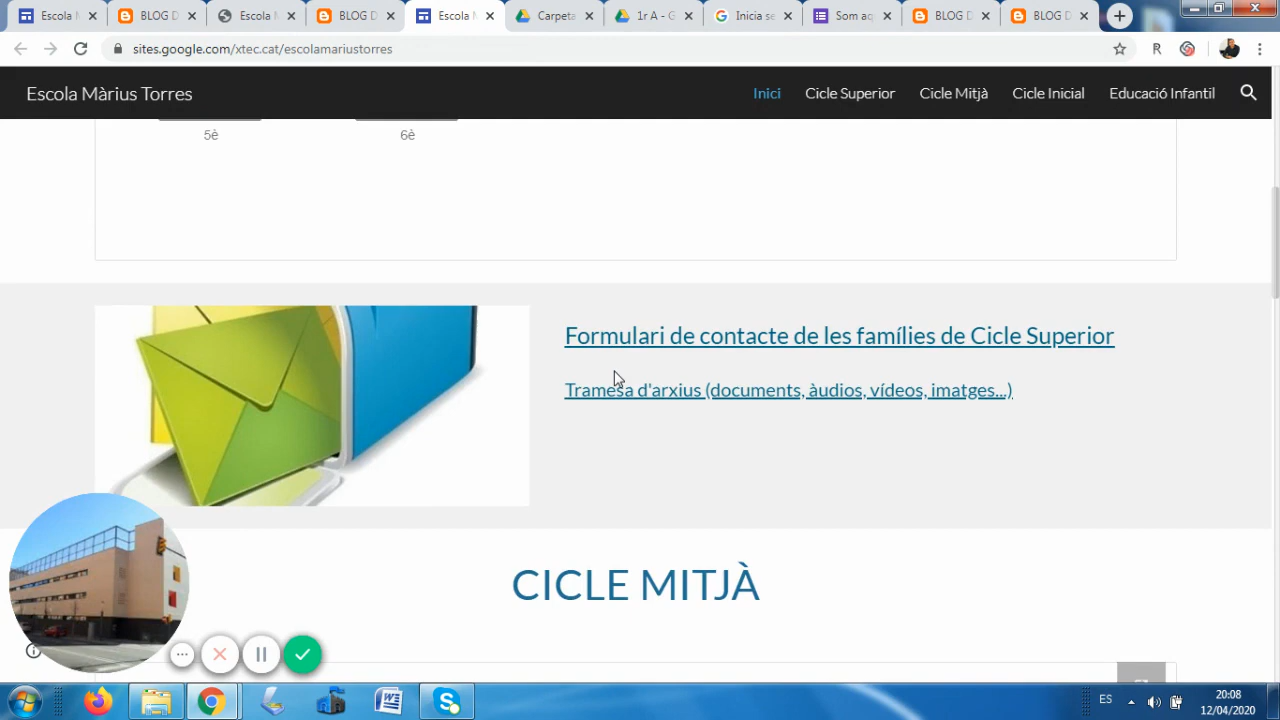 Escola M
BLOG D
Escola M
BLOG D
Escola M
Carpes
1r A - G
Inicia se
Som aq
BLOG D
BLOG D
sites.google.com/xtec.cat/escolamariustorres
R
Escola Màrius Torres
Inici
Cicle Superior
Cicle Mitjà
Cicle Inicial
Educació Infantil
5è
6è
Formulari de contacte de les famílies de Cicle Superior
Tramesa d'arxius (documents, àudios, vídeos, imatges...)
CICLE MITJÀ
ES
20:08
12/04/2020